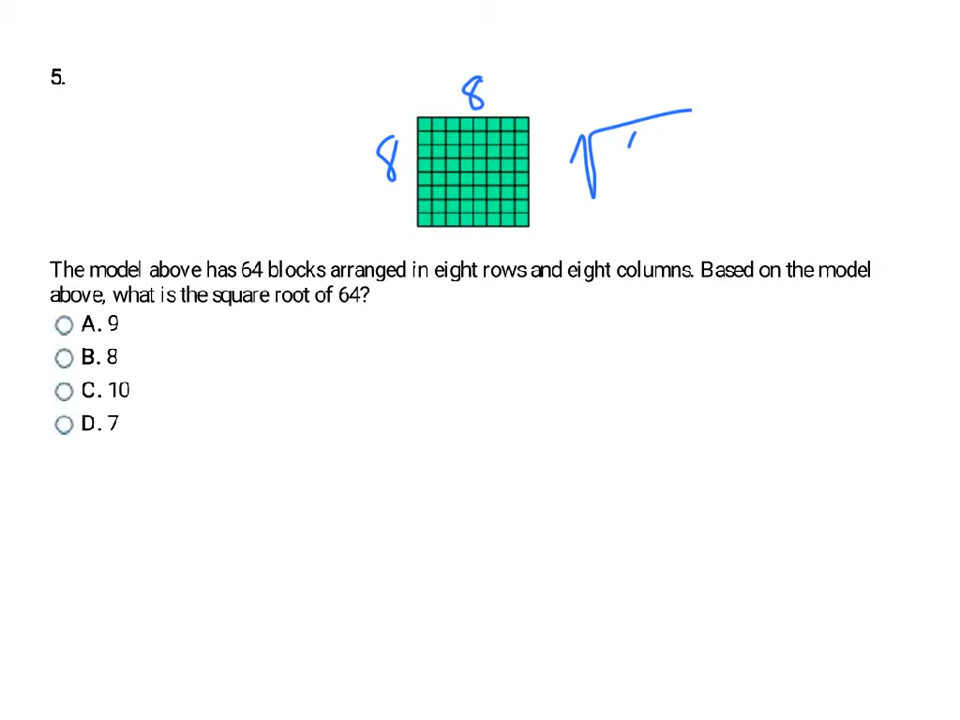 5.
8
8 √
The model above has 64 blocks arranged in eight rows and eight columns. Based on the model
above, what is the square root of 64?
A. 9
B. 8
C. 10
D. 7